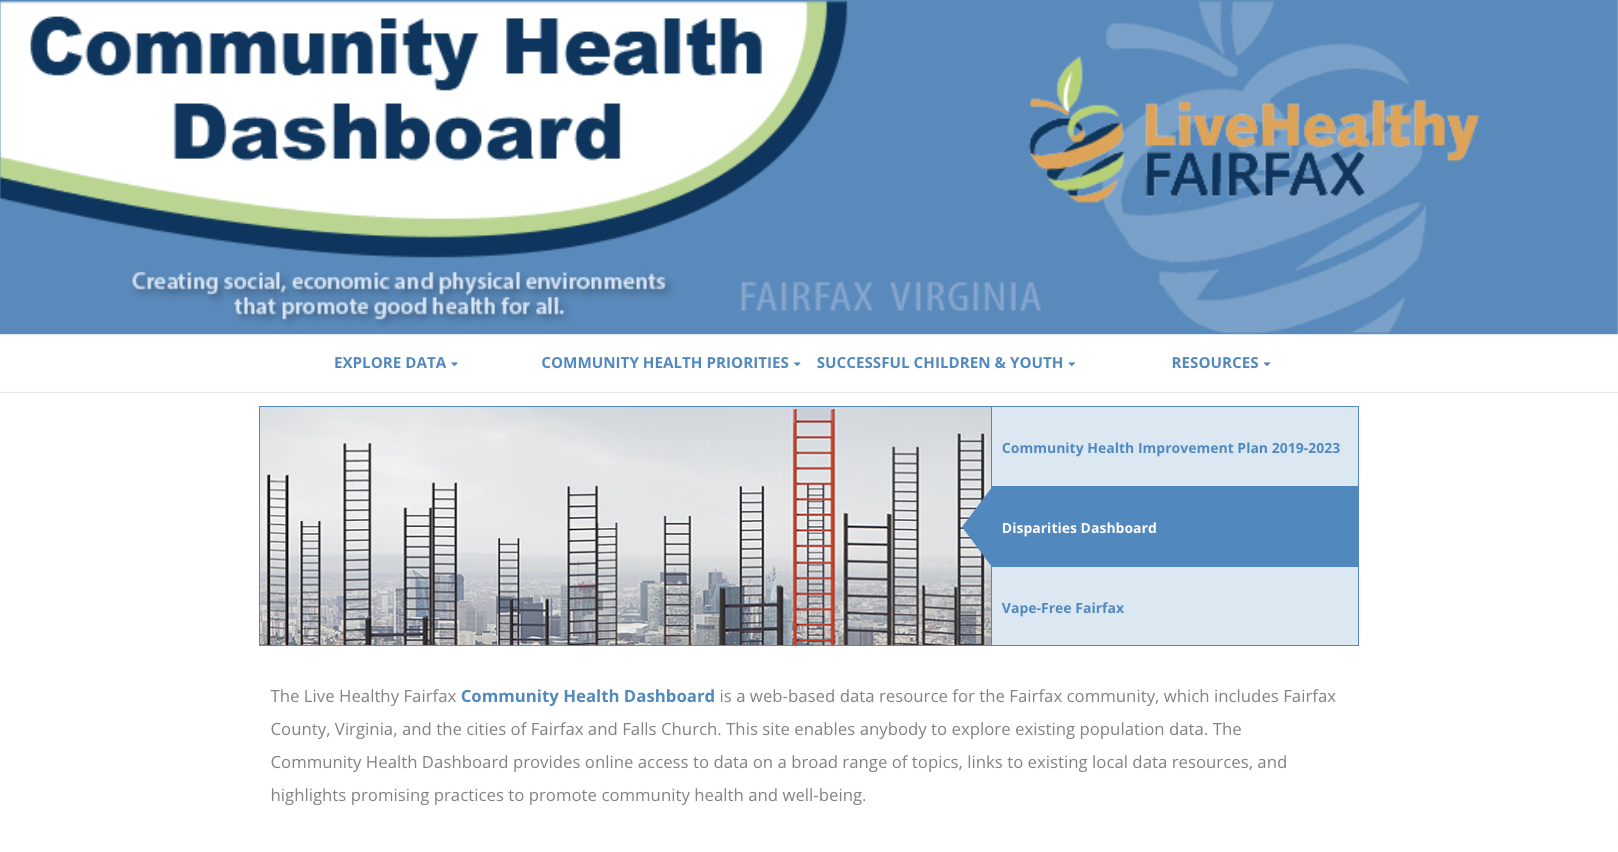 Community Health
Dashboard
LiveHealthy
FAIRFAX
Creating social, economic and physical environments
that promote good health for all.
FAIRFAX VIRGINIA
EXPLORE DATA
COMMUNITY HEALTH PRIORITIES
SUCCESSFUL CHILDREN & YOUTH
RESOURCES
Community Health Improvement Plan 2019-2023
Disparities Dashboard
Vape-Free Fairfax
The Live Healthy Fairfax Community Health Dashboard is a web-based data resource for the Fairfax community, which includes Fairfax
County, Virginia, and the cities of Fairfax and Falls Church. This site enables anybody to explore existing population data. The
Community Health Dashboard provides online access to data on a broad range of topics, links to existing local data resources, and
highlights promising practices to promote community health and well-being.